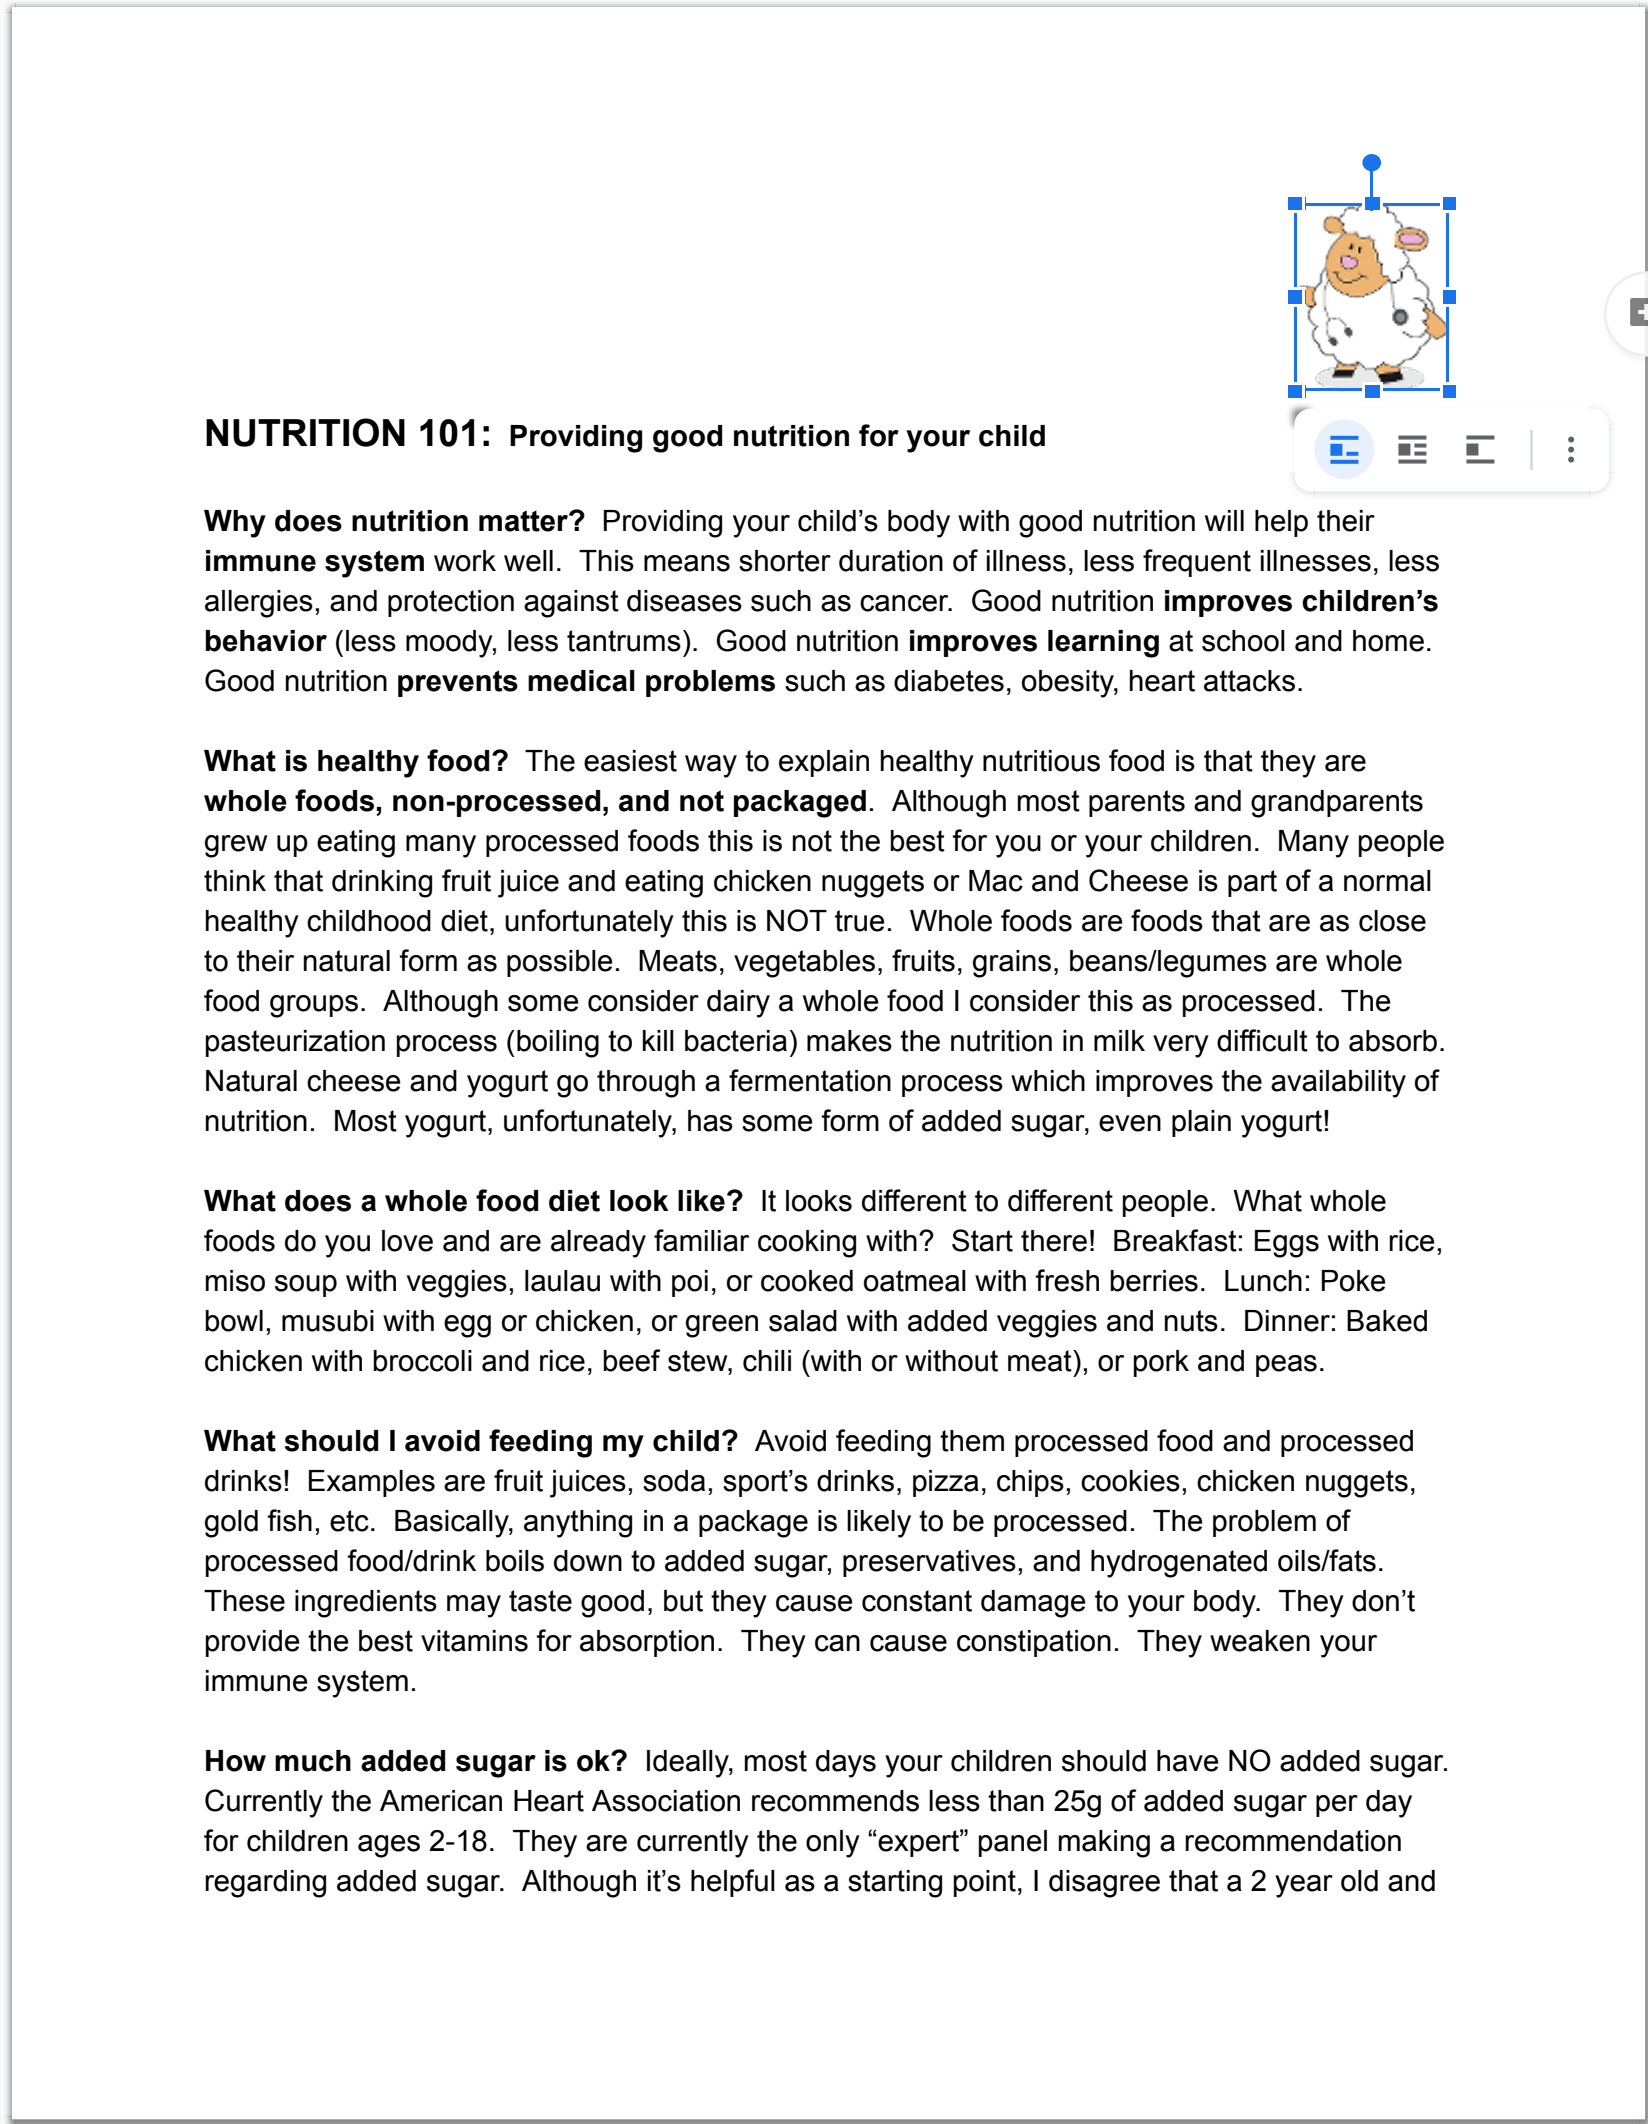 NUTRITION 101:  Providing good nutrition for your child
Why does nutrition matter?  Providing your child’s body with good nutrition will help their
immune system work well.  This means shorter duration of illness, less frequent illnesses, less
allergies, and protection against diseases such as cancer.  Good nutrition improves children’s
behavior (less moody, less tantrums).  Good nutrition improves learning at school and home.
Good nutrition prevents medical problems such as diabetes, obesity, heart attacks.
What is healthy food?  The easiest way to explain healthy nutritious food is that they are
whole foods, non-processed, and not packaged.  Although most parents and grandparents
grew up eating many processed foods this is not the best for you or your children.  Many people
think that drinking fruit juice and eating chicken nuggets or Mac and Cheese is part of a normal
healthy childhood diet, unfortunately this is NOT true.  Whole foods are foods that are as close
to their natural form as possible.  Meats, vegetables, fruits, grains, beans/legumes are whole
food groups.  Although some consider dairy a whole food I consider this as processed.  The
pasteurization process (boiling to kill bacteria) makes the nutrition in milk very difficult to absorb.
Natural cheese and yogurt go through a fermentation process which improves the availability of
nutrition.  Most yogurt, unfortunately, has some form of added sugar, even plain yogurt!
What does a whole food diet look like?  It looks different to different people.  What whole
foods do you love and are already familiar cooking with?  Start there!  Breakfast: Eggs with rice,
miso soup with veggies, laulau with poi, or cooked oatmeal with fresh berries.  Lunch: Poke
bowl, musubi with egg or chicken, or green salad with added veggies and nuts.  Dinner: Baked
chicken with broccoli and rice, beef stew, chili (with or without meat), or pork and peas.
What should I avoid feeding my child?  Avoid feeding them processed food and processed
drinks!  Examples are fruit juices, soda, sport’s drinks, pizza, chips, cookies, chicken nuggets,
gold fish, etc.  Basically, anything in a package is likely to be processed.  The problem of
processed food/drink boils down to added sugar, preservatives, and hydrogenated oils/fats.
These ingredients may taste good, but they cause constant damage to your body.  They don’t
provide the best vitamins for absorption.  They can cause constipation.  They weaken your
immune system.
How much added sugar is ok?  Ideally, most days your children should have NO added sugar.
Currently the American Heart Association recommends less than 25g of added sugar per day
for children ages 2-18.  They are currently the only “expert” panel making a recommendation
regarding added sugar.  Although it’s helpful as a starting point, I disagree that a 2 year old and